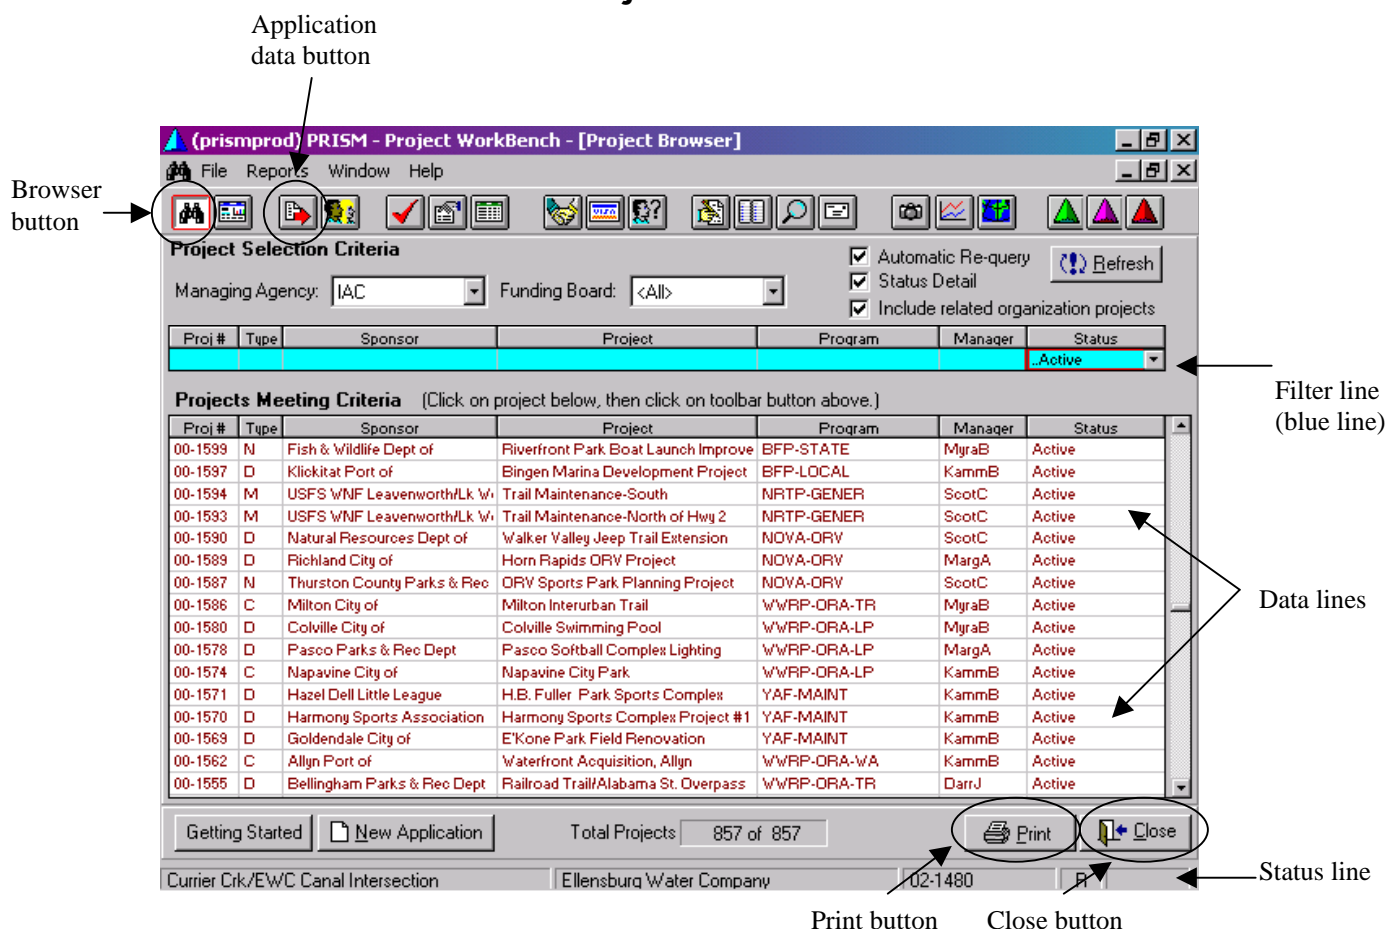 Application
data button
(prismprod) PRISM - Project WorkBench - [Project Browser]
File Reports Window Help
Browser
button
VISA
Project Selection Criteria
Automatic Re-query
Refresh
Status Detail
Managing Agency: IAC Funding Board: <All>
Include related organization projects
Proj # Type Sponsor Project Program Manager Status
..Active
Filter line
(blue line)
Projects Meeting Criteria (Click on project below, then click on toolbar button above.)
Proj # Type Sponsor Project Program Manager Status
00-1599 N Fish & Wildlife Dept of Riverfront Park Boat Launch Improve BFP-STATE MyraB Active
00-1597 D Klickitat Port of Bingen Marina Development Project BFP-LOCAL KammB Active
00-1594 M USFS WNF Leavenworth/Lk W Trail Maintenance-South NRTP-GENER ScotC Active
00-1593 M USFS WNF Leavenworth/Lk W Trail Maintenance-North of Hwy 2 NRTP-GENER ScotC Active
00-1590 D Natural Resources Dept of Walker Valley Jeep Trail Extension NOVA-ORV ScotC Active
00-1589 D Richland City of Horn Rapids ORV Project NOVA-ORV MargA Active
00-1587 N Thurston County Parks & Rec ORV Sports Park Planning Project NOVA-ORV ScotC Active
00-1586 C Milton City of Milton Interurban Trail WWRP-ORA-TR MyraB Active
Data lines
00-1580 D Colville City of Colville Swimming Pool WWRP-ORA-LP MyraB Active
00-1578 D Pasco Parks & Rec Dept Pasco Softball Complex Lighting WWRP-ORA-LP MargA Active
00-1574 C Napavine City of Napavine City Park WWRP-ORA-LP KammB Active
00-1571 D Hazel Dell Little League H.B. Fuller Park Sports Complex YAF-MAINT KammB Active
00-1570 D Harmony Sports Association Harmony Sports Complex Project #1 YAF-MAINT KammB Active
00-1569 D Goldendale City of E'Kone Park Field Renovation YAF-MAINT KammB Active
00-1562 C Allyn Port of Waterfront Acquisition, Allyn WWRP-ORA-WA KammB Active
00-1555 D Bellingham Parks & Rec Dept Railroad Trail/Alabama St. Overpass WWRP-ORA-TR DarrJ Active
Getting Started New Application Total Projects 857 of 857 Print Close
Currier Crk/EWC Canal Intersection Ellensburg Water Company 02-1480 R
Status line
Print button Close button